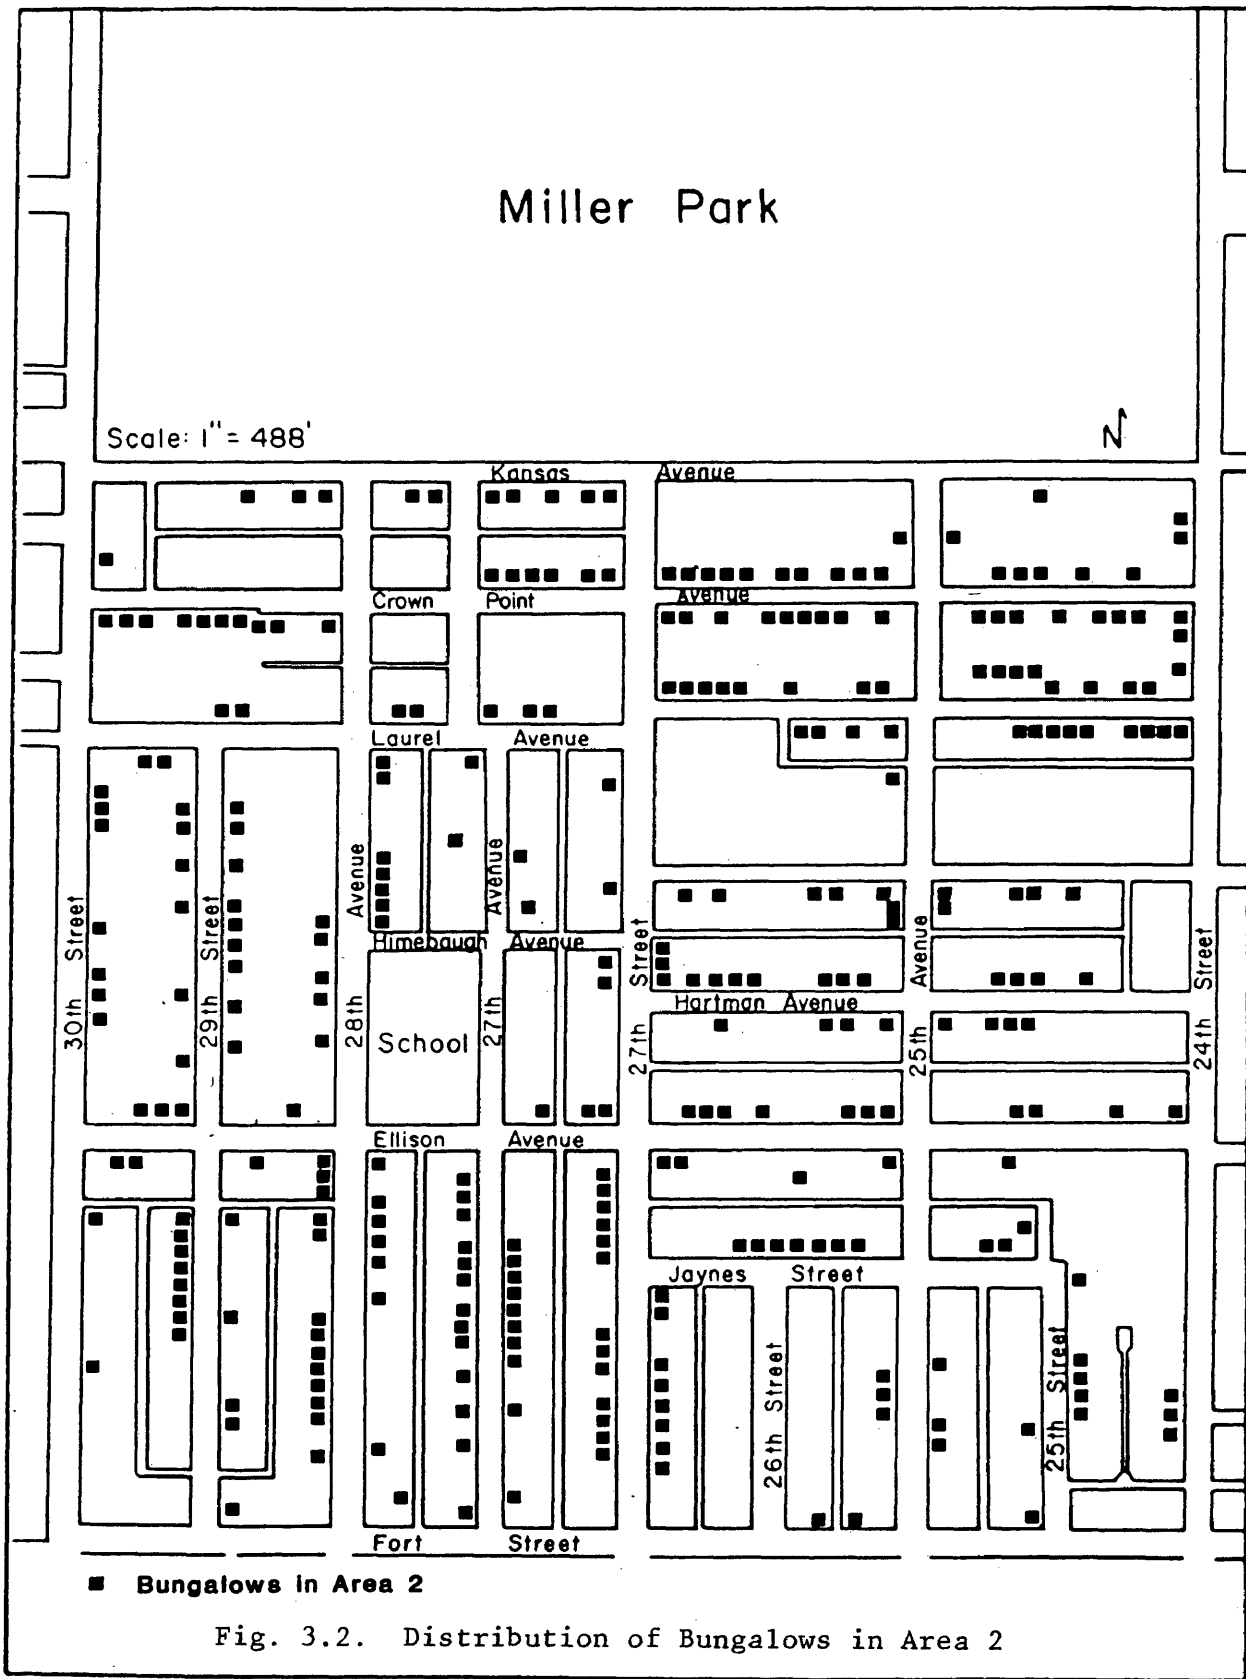 Miller Park
Scale: 1" = 488'
N
Kansas Avenue
Crown Point Avenue
Laurel Avenue
30th Street
29th Street
28th Avenue
27th Avenue
Himebaugh Avenue
27th Street
25th Avenue
24th Street
Hartman Avenue
School
Ellison Avenue
Jaynes Street
26th Street
25th Street
Fort Street
Bungalows in Area 2
Fig. 3.2. Distribution of Bungalows in Area 2